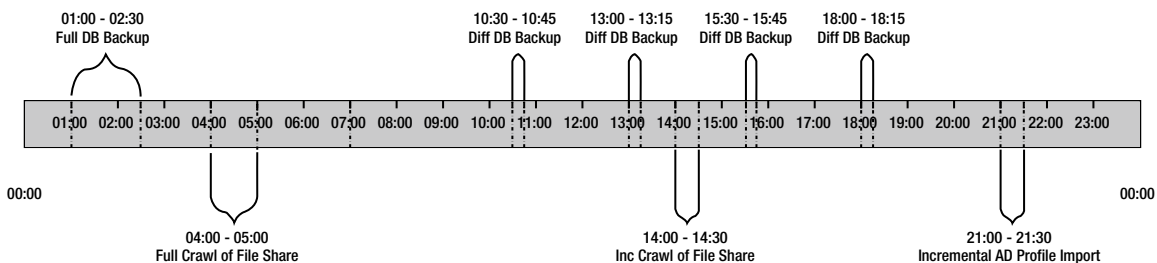 01:00 - 02:30
Full DB Backup
10:30 - 10:45
Diff DB Backup
13:00 - 13:15
Diff DB Backup
15:30 - 15:45
Diff DB Backup
18:00 - 18:15
Diff DB Backup
01:00 02:00 03:00 04:00 05:00 06:00 07:00 08:00 09:00 10:00 11:00 12:00 13:00 14:00 15:00 16:00 17:00 18:00 19:00 20:00 21:00 22:00 23:00
00:00
00:00
04:00 - 05:00
Full Crawl of File Share
14:00 - 14:30
Inc Crawl of File Share
21:00 - 21:30
Incremental AD Profile Import